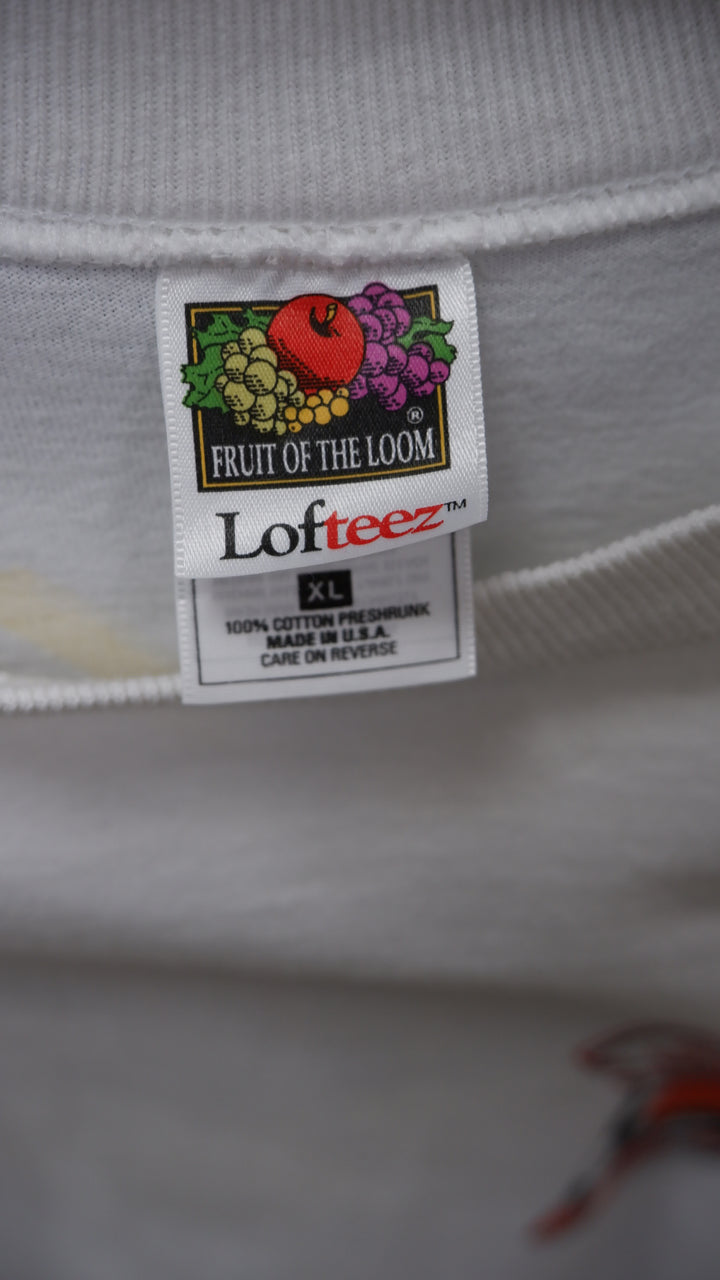 ®
FRUIT OF THE LOOM
Lofteez™
XL
100% COTTON PRESHRUNK
MADE IN U.S.A.
CARE ON REVERSE